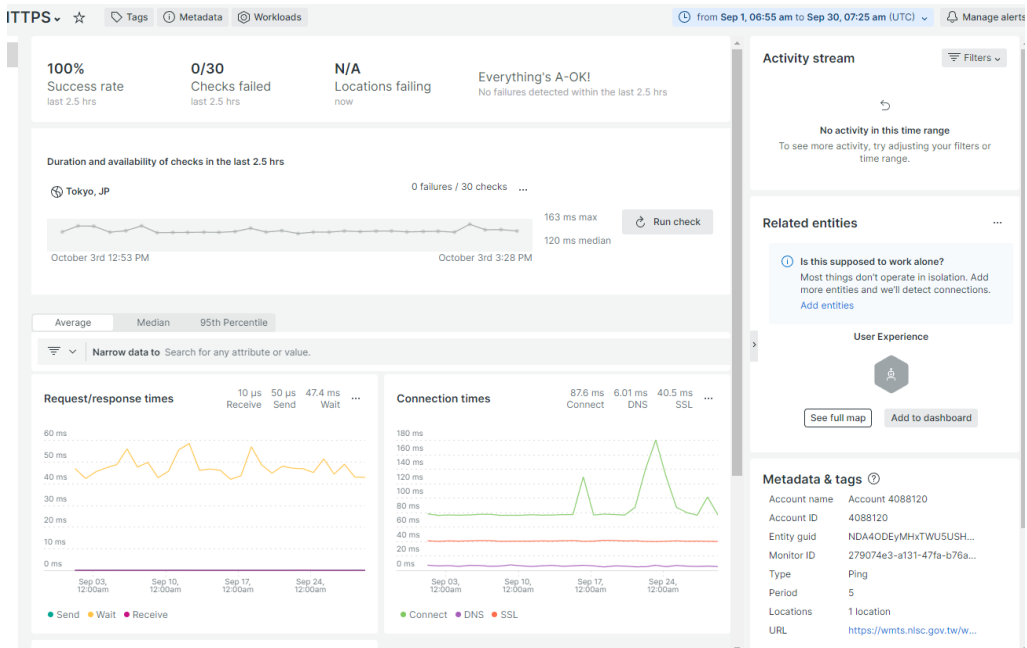 HTTPS
Tags
Metadata
Workloads
from Sep 1, 06:55 am to Sep 30, 07:25 am (UTC)
Manage alerts
100%
Success rate
last 2.5 hrs
0/30
Checks failed
last 2.5 hrs
N/A
Locations failing
now
Everything's A-OK!
No failures detected within the last 2.5 hrs
Duration and availability of checks in the last 2.5 hrs
Tokyo, JP
0 failures / 30 checks ...
163 ms max
120 ms median
Run check
October 3rd 12:53 PM
October 3rd 3:28 PM
Average
Median
95th Percentile
Narrow data to Search for any attribute or value.
Request/response times
10 µs 50 µs 47.4 ms ...
Receive Send Wait
60 ms
50 ms
40 ms
30 ms
20 ms
10 ms
0 ms
Sep 03, Sep 10, Sep 17, Sep 24,
12:00am 12:00am 12:00am 12:00am
Send Wait Receive
Connection times
87.6 ms 6.01 ms 40.5 ms ...
Connect DNS SSL
180 ms
160 ms
140 ms
120 ms
100 ms
80 ms
60 ms
40 ms
20 ms
0 ms
Sep 03, Sep 10, Sep 17, Sep 24,
12:00am 12:00am 12:00am 12:00am
Connect DNS SSL
Activity stream
Filters
No activity in this time range
To see more activity, try adjusting your filters or
time range.
Related entities ...
Is this supposed to work alone?
Most things don't operate in isolation. Add
more entities and we'll detect connections.
Add entities
User Experience
See full map
Add to dashboard
Metadata & tags
Account name Account 4088120
Account ID 4088120
Entity guid NDA4ODEyMHxTWU5USH...
Monitor ID 279074e3-a131-47fa-b76a...
Type Ping
Period 5
Locations 1 location
URL https://wmts.nlsc.gov.tw/w...